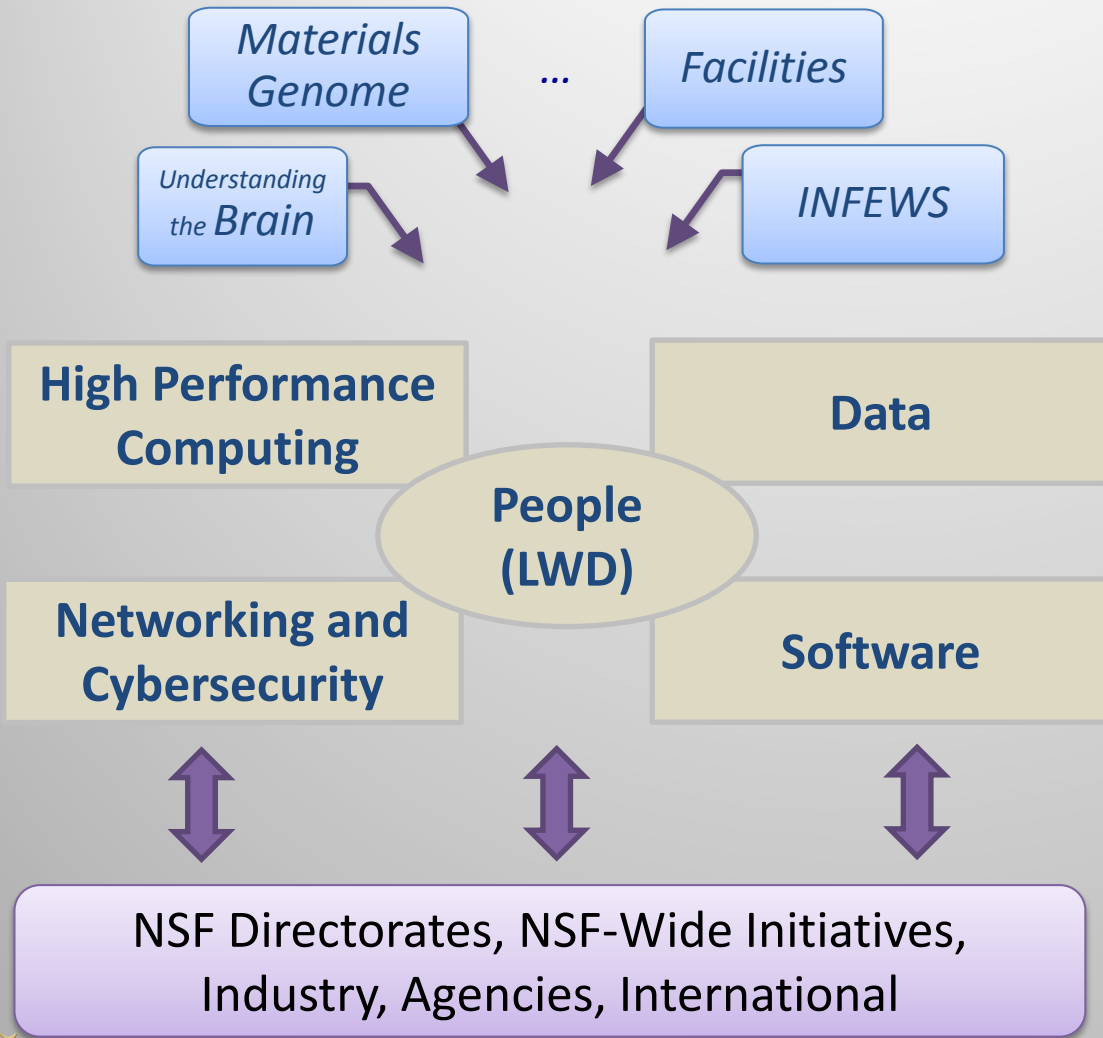 Materials
Genome
...
Facilities
Understanding
the Brain
INFEWS
High Performance
Computing
Data
People
(LWD)
Networking and
Cybersecurity
Software
NSF Directorates, NSF-Wide Initiatives,
Industry, Agencies, International